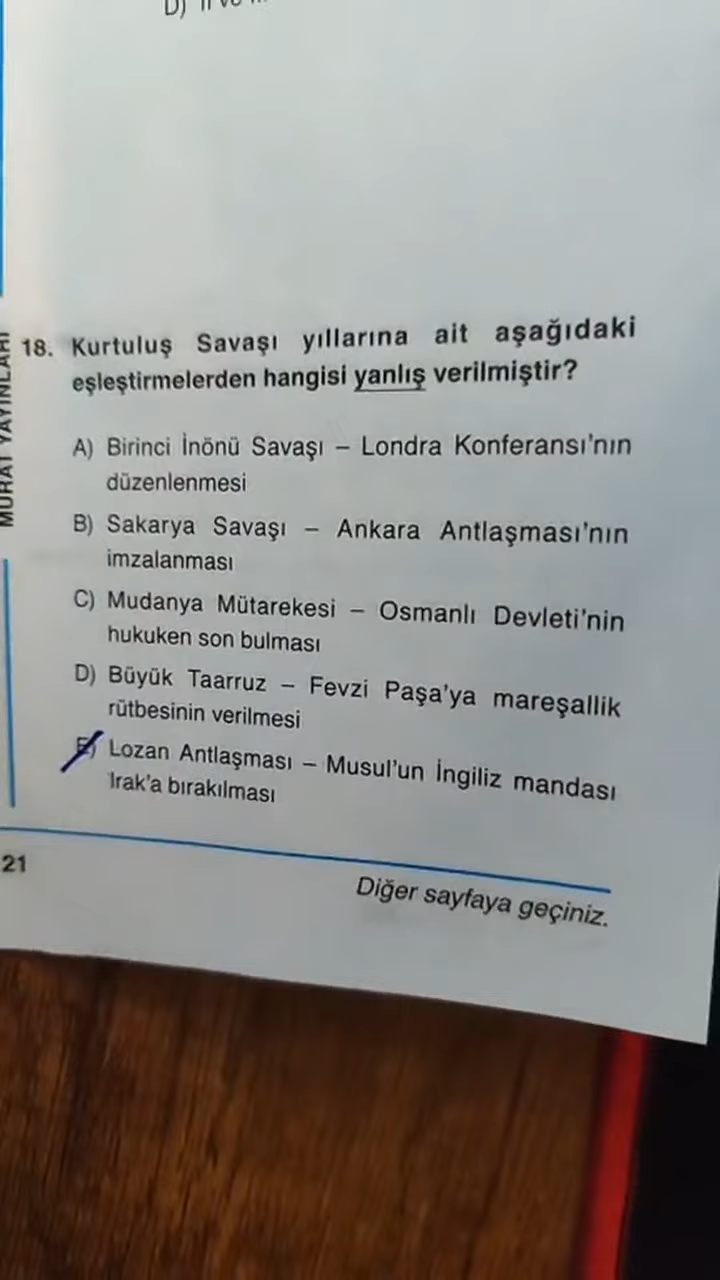 D)
18. Kurtuluş Savaşı yıllarına ait aşağıdaki
eşleştirmelerden hangisi yanlış verilmiştir?
A) Birinci İnönü Savaşı – Londra Konferansı'nın
düzenlenmesi
B) Sakarya Savaşı – Ankara Antlaşması'nın
imzalanması
C) Mudanya Mütarekesi – Osmanlı Devleti'nin
hukuken son bulması
D) Büyük Taarruz – Fevzi Paşa'ya mareşallik
rütbesinin verilmesi
E) Lozan Antlaşması – Musul'un İngiliz mandası
Irak'a bırakılması
MURAT YAYINLARI
21
Diğer sayfaya geçiniz.